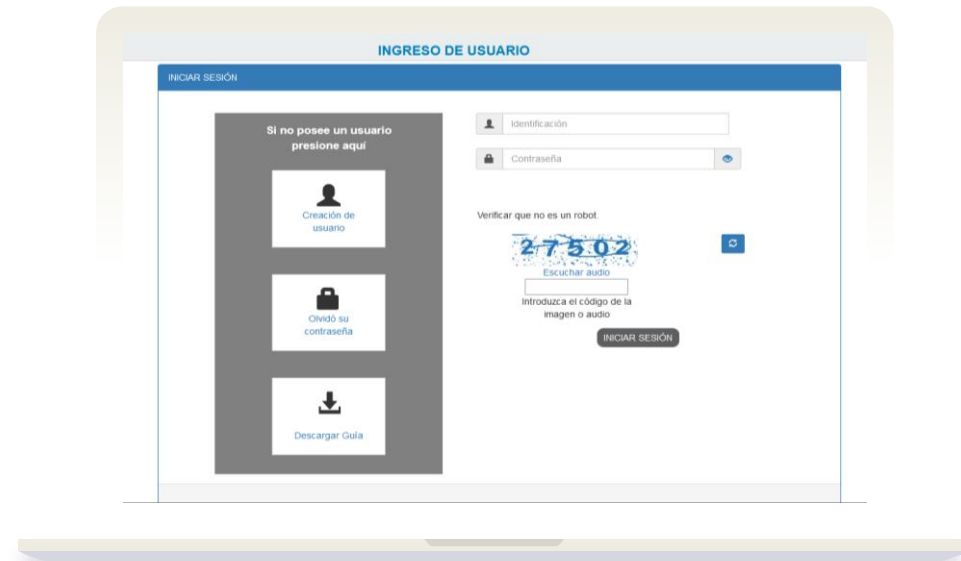 INGRESO DE USUARIO
INICIAR SESIÓN
Si no posee un usuario
presione aquí
Creación de
usuario
Olvidó su
contraseña
Descargar Guía
Identificación
Contraseña
Verificar que no es un robot.
27502
Escuchar audio
Introduzca el código de la
imagen o audio
INICIAR SESIÓN